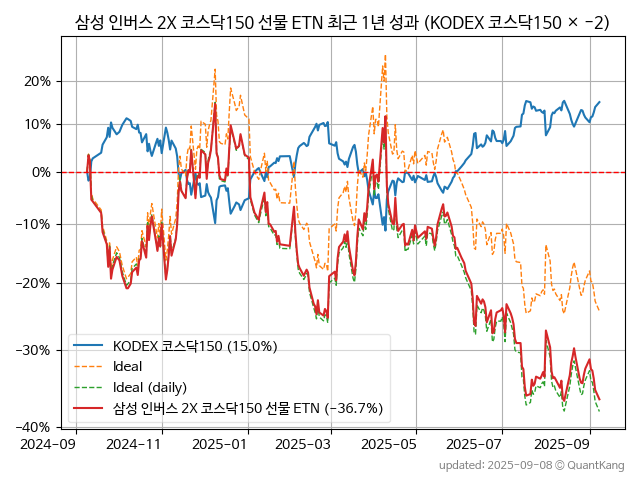 삼성 인버스 2X 코스닥150 선물 ETN 최근 1년 성과 (KODEX 코스닥150 × −2)
20%
10%
0%
−10%
−20%
−30%
−40%
KODEX 코스닥150 (15.0%)
Ideal
Ideal (daily)
삼성 인버스 2X 코스닥150 선물 ETN (−36.7%)
2024-09 2024-11 2025-01 2025-03 2025-05 2025-07 2025-09
updated: 2025-09-08 © QuantKang